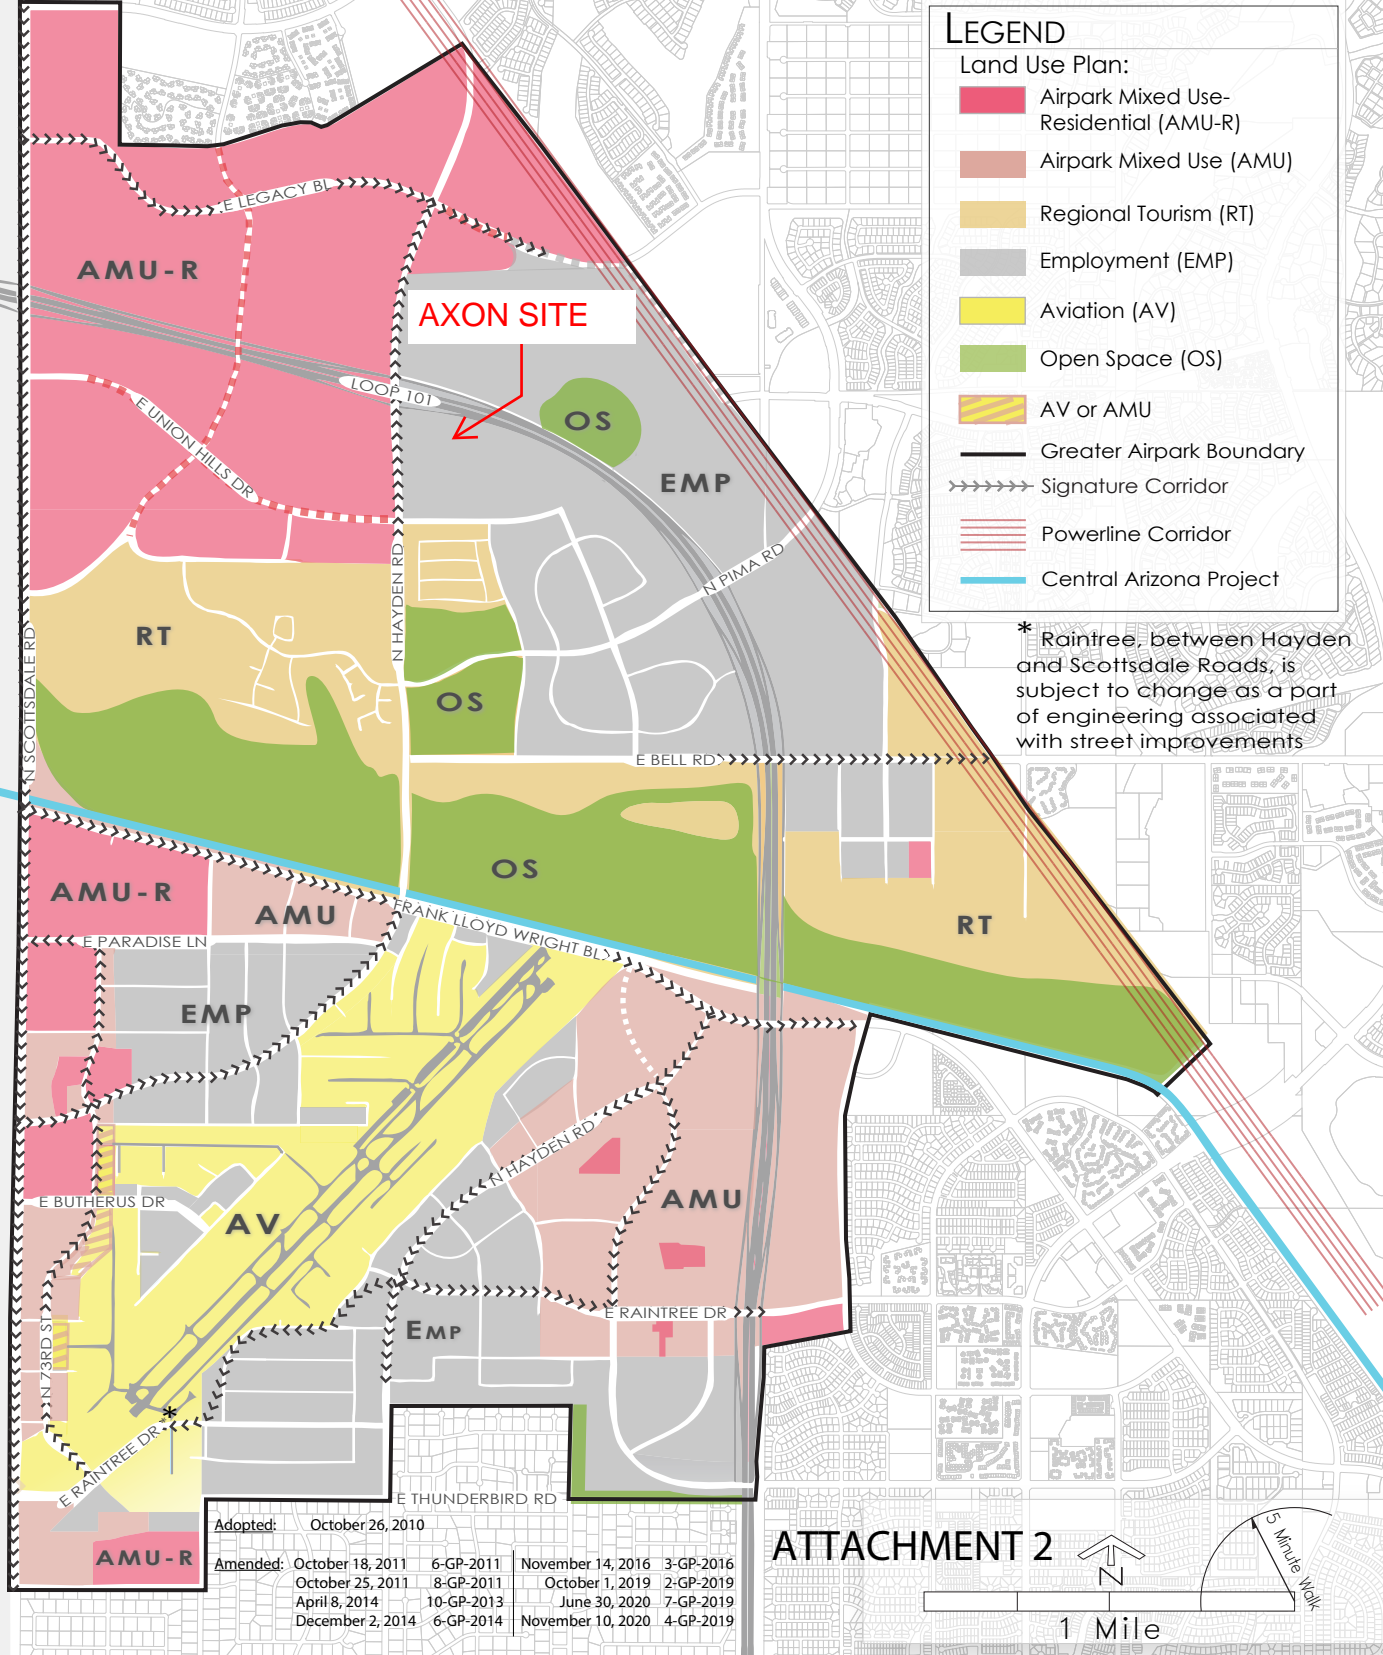 LEGEND
Land Use Plan:
Airpark Mixed Use-
Residential (AMU-R)
Airpark Mixed Use (AMU)
Regional Tourism (RT)
Employment (EMP)
Aviation (AV)
Open Space (OS)
AV or AMU
Greater Airpark Boundary
Signature Corridor
Powerline Corridor
Central Arizona Project
* Raintree, between Hayden
and Scottsdale Roads, is
subject to change as a part
of engineering associated
with street improvements
E LEGACY BL
AMU-R
AXON SITE
LOOP 101
OS
E UNION HILLS DR
EMP
N PIMA RD
N HAYDEN RD
RT
N SCOTTSDALE RD
OS
E BELL RD
OS
AMU-R
AMU
FRANK LLOYD WRIGHT BL
RT
E PARADISE LN
EMP
N HAYDEN RD
AMU
E BUTHERUS DR
AV
E RAINTREE DR
EMP
N 73RD ST
*
E RAINTREE DR
E THUNDERBIRD RD
AMU-R
Adopted: October 26, 2010
Amended: October 18, 2011 6-GP-2011 November 14, 2016 3-GP-2016
October 25, 2011 8-GP-2011 October 1, 2019 2-GP-2019
April 8, 2014 10-GP-2013 June 30, 2020 7-GP-2019
December 2, 2014 6-GP-2014 November 10, 2020 4-GP-2019
ATTACHMENT 2
N
5 Minute Walk
1 Mile